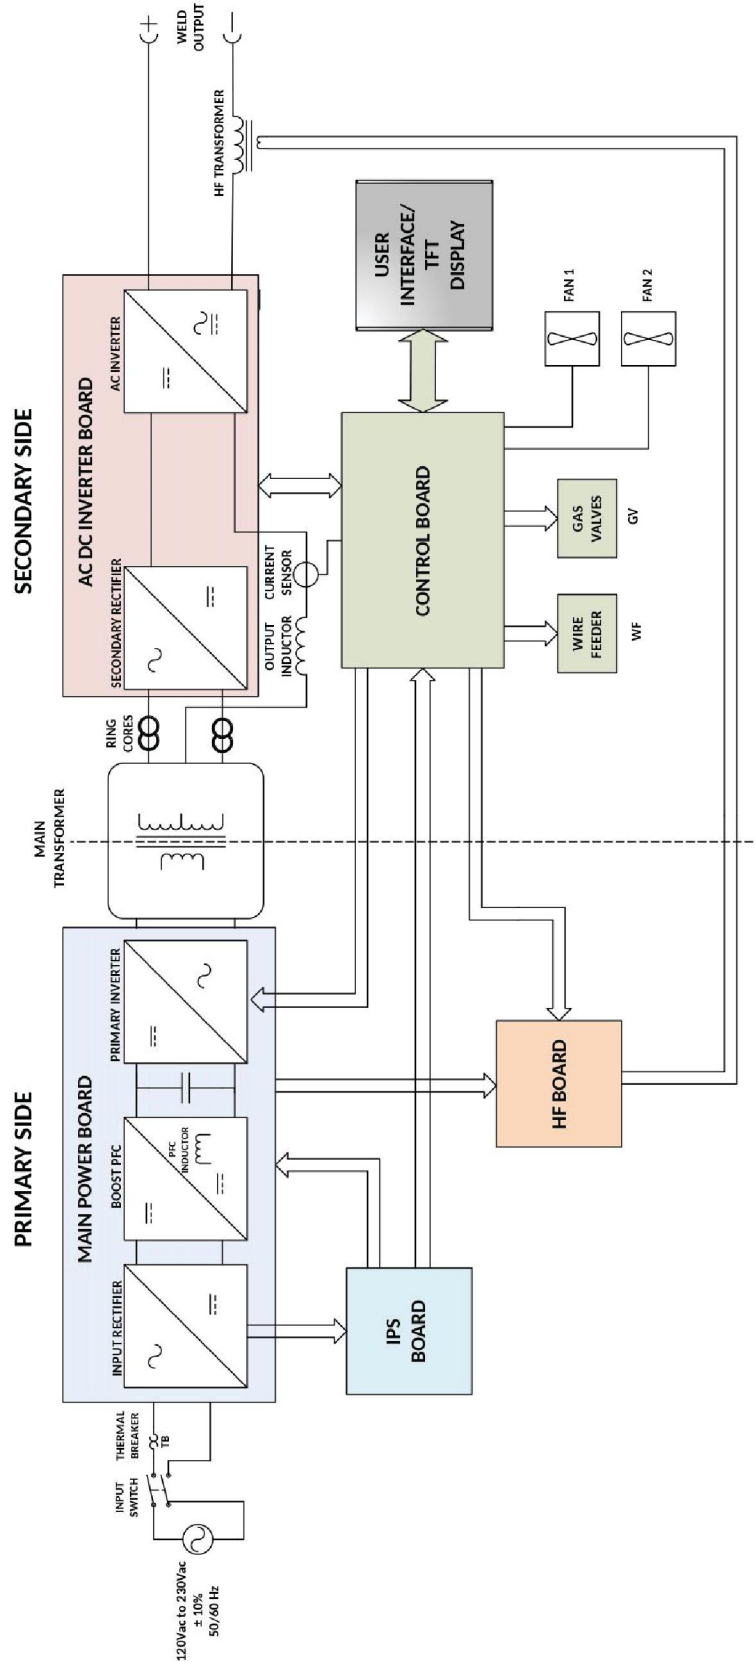 PRIMARY SIDE
SECONDARY SIDE
MAIN POWER BOARD
INPUT RECTIFIER
BOOST PFC
PFC
INDUCTOR
PRIMARY INVERTER
MAIN
TRANSFORMER
RING
CORES
AC DC INVERTER BOARD
SECONDARY RECTIFIER
AC INVERTER
WELD
OUTPUT
HF TRANSFORMER
120Vac to 230Vac
± 10%
50/60 Hz
INPUT
SWITCH
THERMAL
BREAKER
TB
OUTPUT
INDUCTOR
CURRENT
SENSOR
IPS
BOARD
CONTROL BOARD
USER
INTERFACE/
TFT
DISPLAY
HF BOARD
WIRE
FEEDER
WF
GAS
VALVES
GV
FAN 1
FAN 2